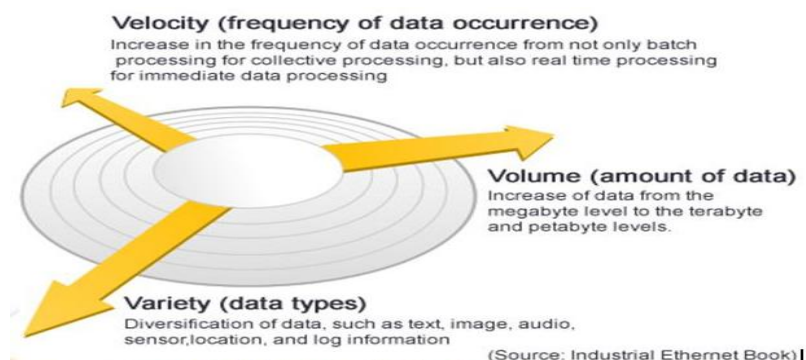 Velocity (frequency of data occurrence)
Increase in the frequency of data occurrence from not only batch
processing for collective processing, but also real time processing
for immediate data processing
Volume (amount of data)
Increase of data from the
megabyte level to the terabyte
and petabyte levels.
Variety (data types)
Diversification of data, such as text, image, audio,
sensor,location, and log information
(Source: Industrial Ethernet Book)